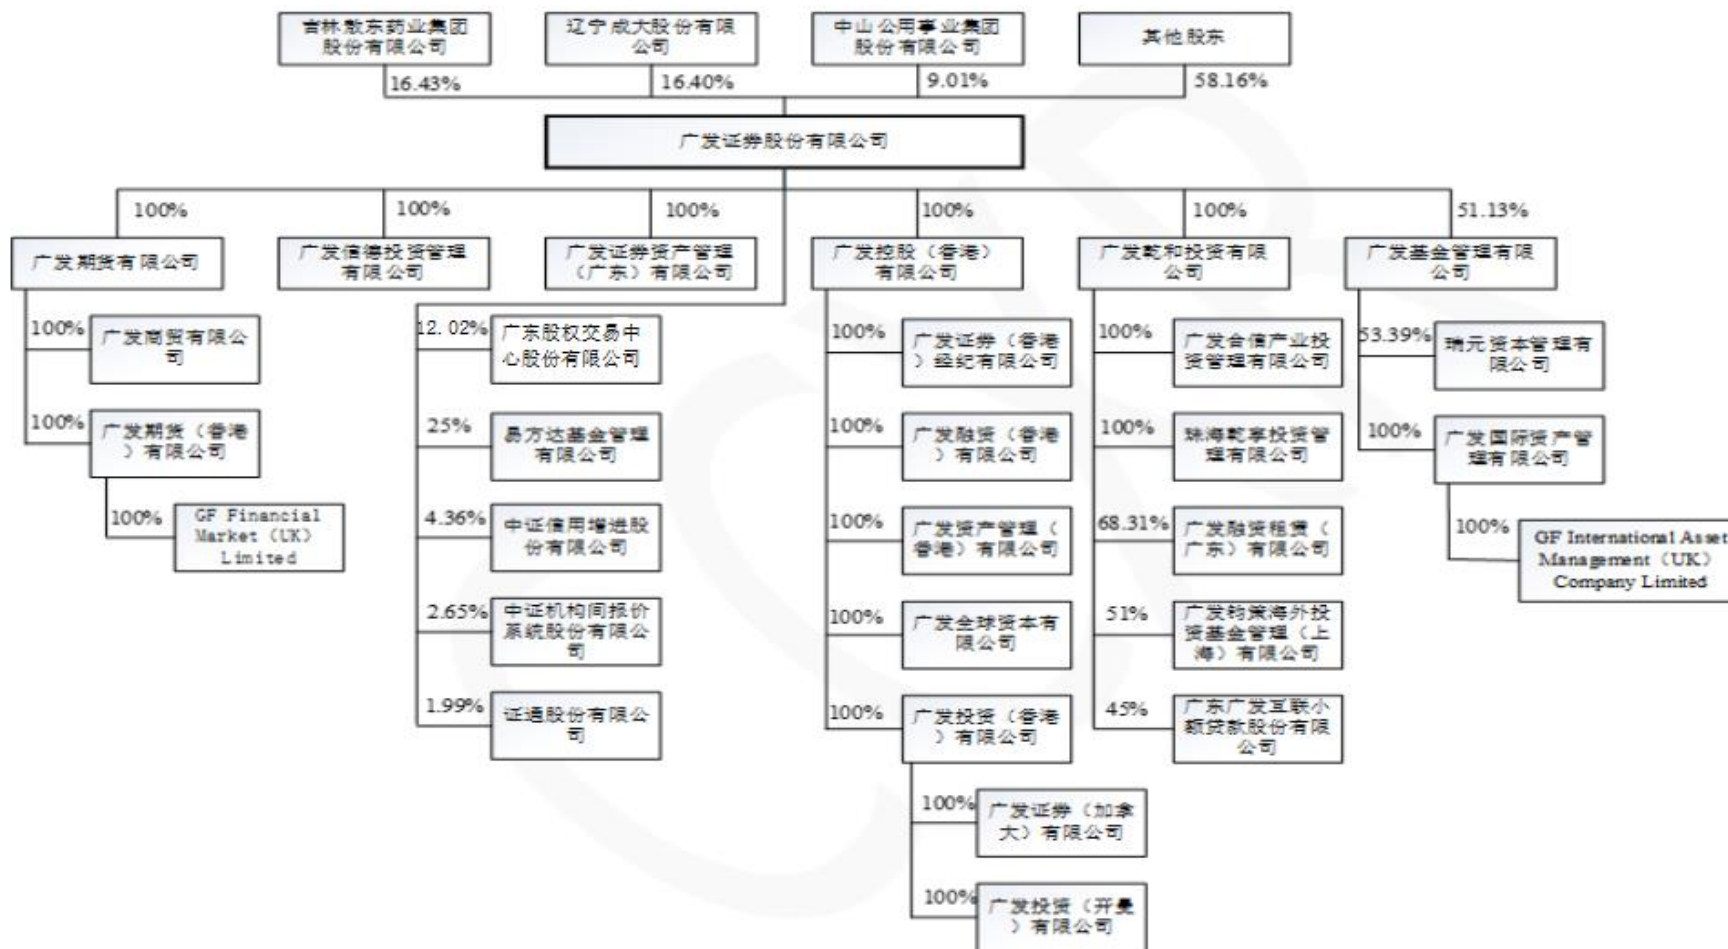 吉林敖东药业集团
股份有限公司
辽宁成大股份有限
公司
中山公用事业集团
股份有限公司
其他股东
16.43%
16.40%
9.01%
58.16%
广发证券股份有限公司
100%
100%
100%
100%
100%
51.13%
广发期货有限公司
广发信德投资管理
有限公司
广发证券资产管理
（广东）有限公司
广发控股（香港）
有限公司
广发乾和投资有限
公司
广发基金管理有限
公司
100%
广发商贸有限公
司
100%
广发期货（香港
）有限公司
100%
GF Financial
Market（UK）
Limited
12.02%
广东股权交易中
心股份有限公司
25%
易方达基金管理
有限公司
4.36%
中证信用增进股
份有限公司
2.65%
中证机构间报价
系统股份有限公
司
1.99%
证通股份有限公
司
100%
广发证券（香港
）经纪有限公司
100%
广发融资（香港
）有限公司
100%
广发资产管理（
香港）有限公司
100%
广发全球资本有
限公司
100%
广发投资（香港
）有限公司
100%
广发证券（加拿
大）有限公司
100%
广发投资（开曼
）有限公司
100%
广发合信产业投
资管理有限公司
100%
珠海乾享投资管
理有限公司
68.31%
广发融资租赁（
广东）有限公司
51%
广发钧策海外投
资基金管理（上
海）有限公司
45%
广东广发互联小
额贷款股份有限
公司
53.39%
瑞元资本管理有
限公司
100%
广发国际资产管
理有限公司
100%
GF International Asset
Management（UK）
Company Limited